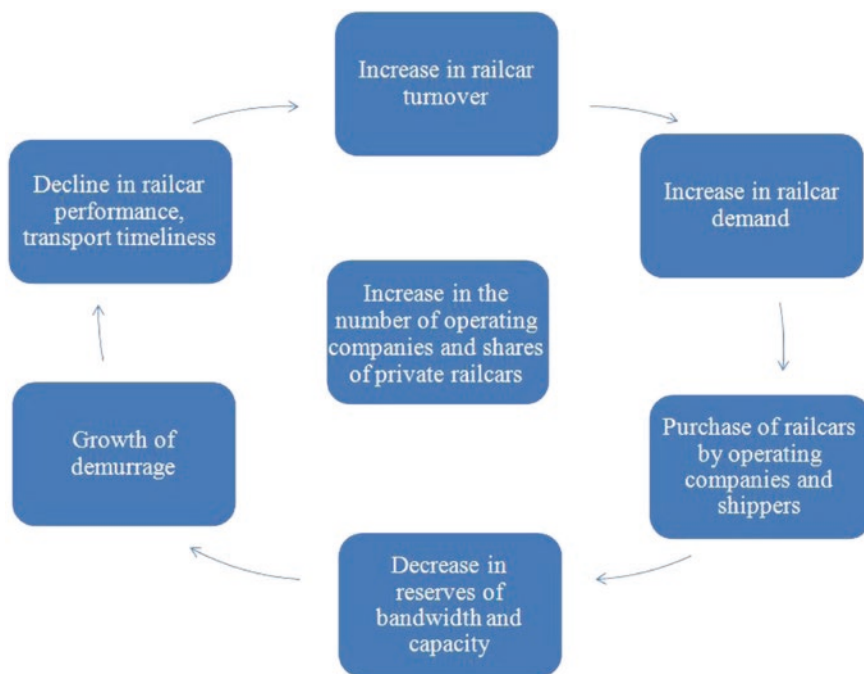 Increase in railcar
turnover
Increase in railcar
demand
Purchase of railcars
by operating
companies and
shippers
Decrease in
reserves of
bandwidth and
capacity
Growth of
demurrage
Decline in railcar
performance,
transport timeliness
Increase in the
number of operating
companies and shares
of private railcars